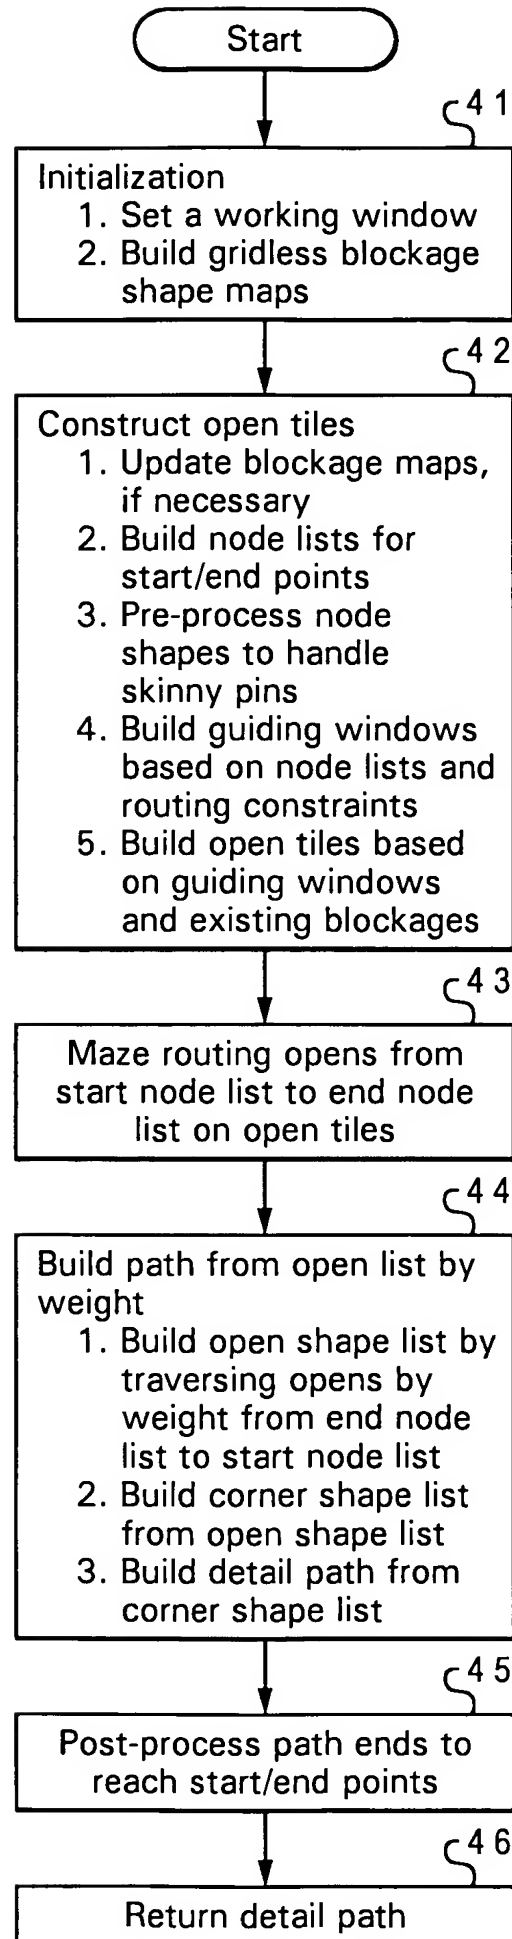 Start
41
Initialization
1. Set a working window
2. Build gridless blockage
shape maps
42
Construct open tiles
1. Update blockage maps,
if necessary
2. Build node lists for
start/end points
3. Pre-process node
shapes to handle
skinny pins
4. Build guiding windows
based on node lists and
routing constraints
5. Build open tiles based
on guiding windows
and existing blockages
43
Maze routing opens from
start node list to end node
list on open tiles
44
Build path from open list by
weight
1. Build open shape list by
traversing opens by
weight from end node
list to start node list
2. Build corner shape list
from open shape list
3. Build detail path from
corner shape list
45
Post-process path ends to
reach start/end points
46
Return detail path